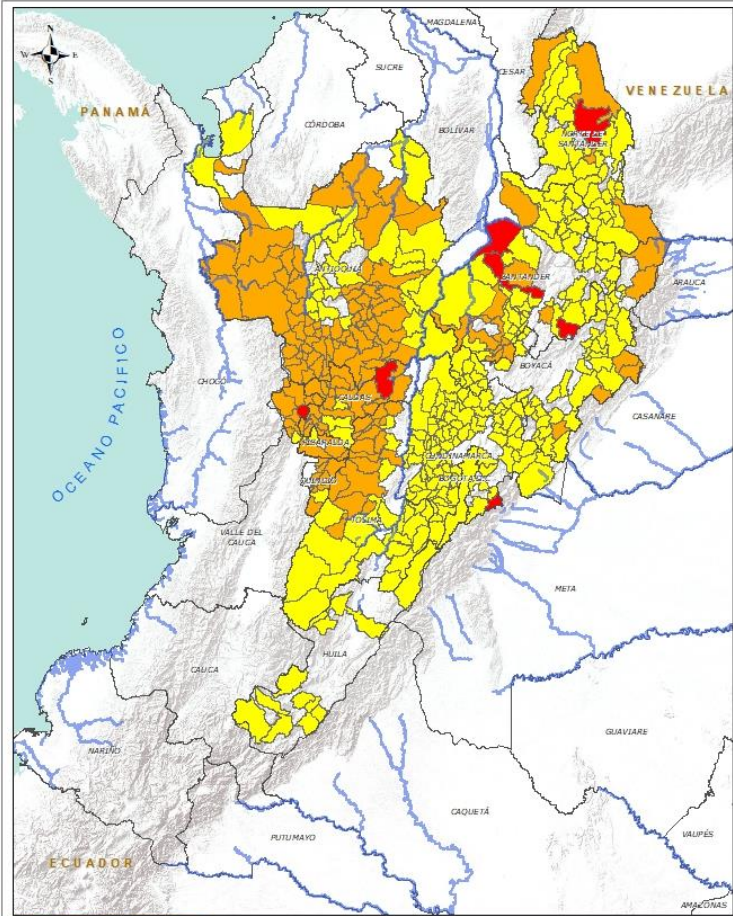 MAGDALENA
N
W E
S
SUCRE
CESAR
VENEZUELA
PANAMÁ
CÓRDOBA
BOLÍVAR
NORTE DE
SANTANDER
ANTIOQUIA
SANTANDER
ARAUCA
BOYACÁ
CHOCÓ
CALDAS
CASANARE
OCEANO PACIFICO
RISARALDA
CUNDINAMARCA
QUINDIO
BOGOTÁ, D.C.
TOLIMA
VALLE DEL
CAUCA
META
HUILA
CAUCA
GUAVIARE
NARIÑO
CAQUETÁ
PUTUMAYO
VAUPÉS
ECUADOR
AMAZONAS